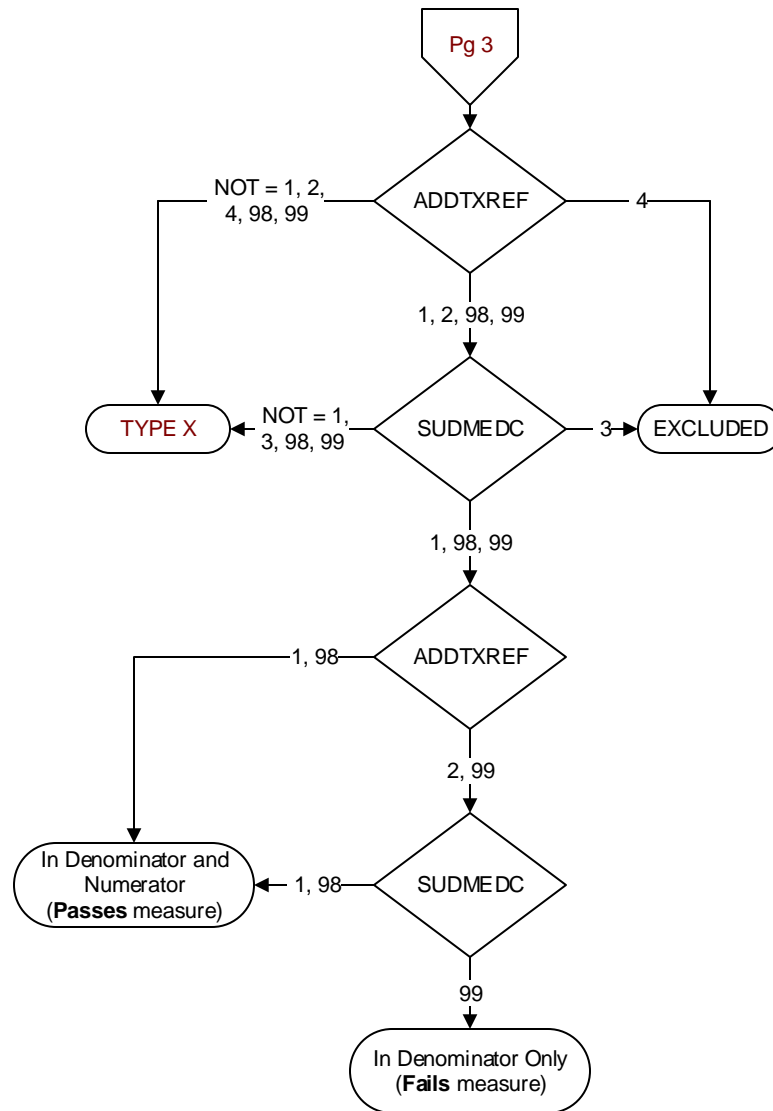 Pg 3
ADDTXREF
NOT = 1, 2,
4, 98, 99
4
1, 2, 98, 99
SUDMEDC
NOT = 1,
3, 98, 99
TYPE X
3
EXCLUDED
1, 98, 99
ADDTXREF
1, 98
2, 99
SUDMEDC
1, 98
In Denominator and
Numerator
(Passes measure)
99
In Denominator Only
(Fails measure)